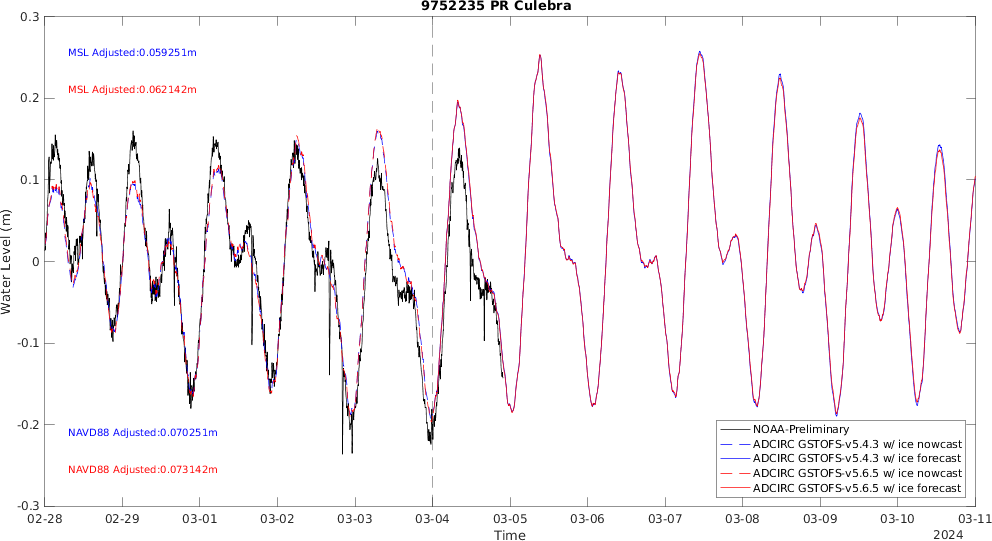 9752235 PR Culebra
0.3
0.2
0.1
0
-0.1
-0.2
-0.3
Water Level (m)
MSL Adjusted:0.059251m
MSL Adjusted:0.062142m
NAVD88 Adjusted:0.070251m
NAVD88 Adjusted:0.073142m
NOAA-Preliminary
ADCIRC GSTOFS-v5.4.3 w/ ice nowcast
ADCIRC GSTOFS-v5.4.3 w/ ice forecast
ADCIRC GSTOFS-v5.6.5 w/ ice nowcast
ADCIRC GSTOFS-v5.6.5 w/ ice forecast
02-28 02-29 03-01 03-02 03-03 03-04 03-05 03-06 03-07 03-08 03-09 03-10 03-11
Time
2024